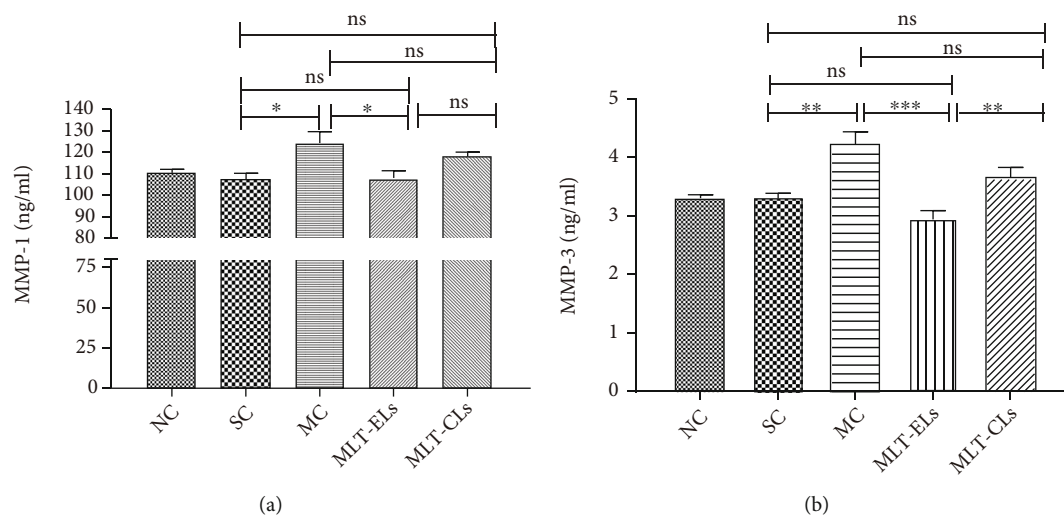 ns
ns
ns
* * ns
140
130
120
110
100
90
80
75
50
25
0
MMP-1 (ng/ml)
NC SC MC MLT-ELs MLT-CLs
(a)
ns
ns
ns
** *** **
5
4
3
2
1
0
MMP-3 (ng/ml)
NC SC MC MLT-ELs MLT-CLs
(b)